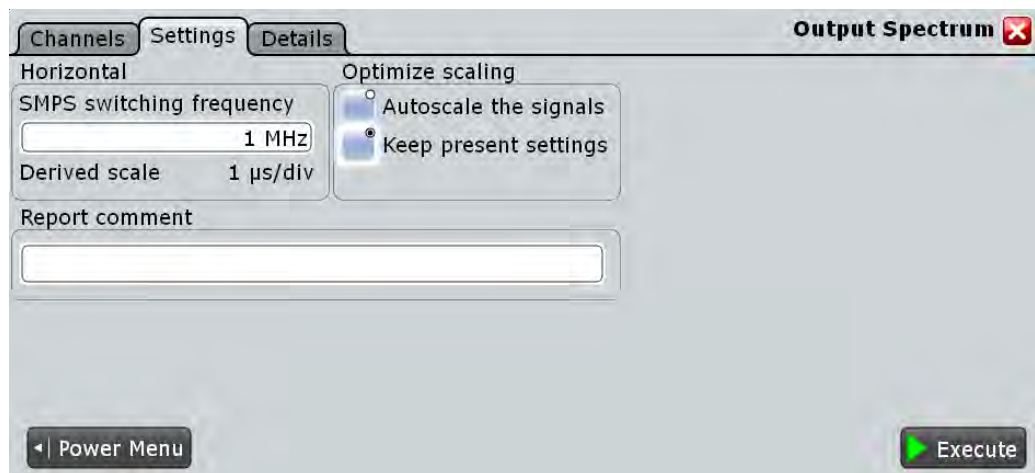 Channels Settings Details Output Spectrum
Horizontal Optimize scaling
SMPS switching frequency Autoscale the signals
1 MHz Keep present settings
Derived scale 1 µs/div
Report comment
Power Menu Execute